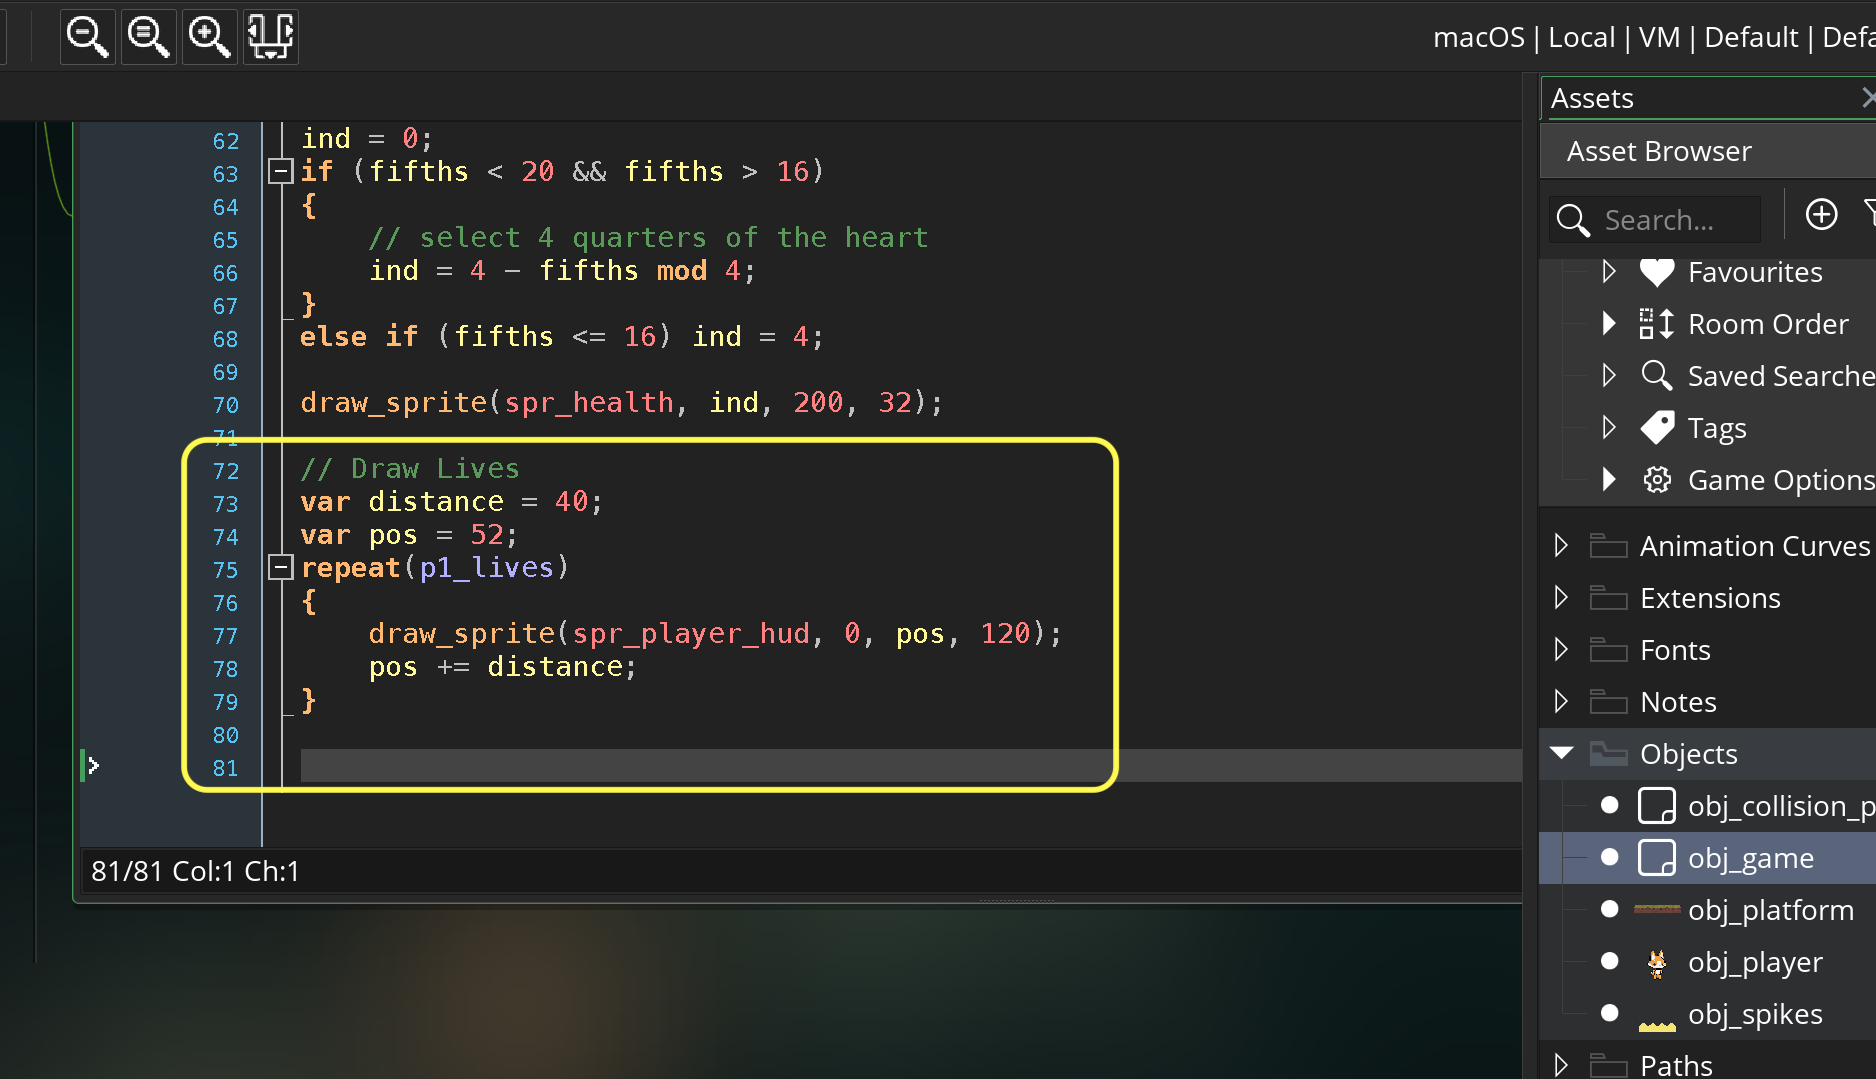 macOS | Local | VM | Default | Defa
Assets
Asset Browser
Search...
Favourites
Room Order
Saved Searche
Tags
Game Options
Animation Curves
Extensions
Fonts
Notes
Objects
obj_collision_p
obj_game
obj_platform
obj_player
obj_spikes
Paths
62 ind = 0;
63 if (fifths < 20 && fifths > 16)
64 {
65 // select 4 quarters of the heart
66 ind = 4 - fifths mod 4;
67 }
68 else if (fifths <= 16) ind = 4;
69
70 draw_sprite(spr_health, ind, 200, 32);
71
72 // Draw Lives
73 var distance = 40;
74 var pos = 52;
75 repeat(p1_lives)
76 {
77 draw_sprite(spr_player_hud, 0, pos, 120);
78 pos += distance;
79 }
80
81
81/81 Col:1 Ch:1